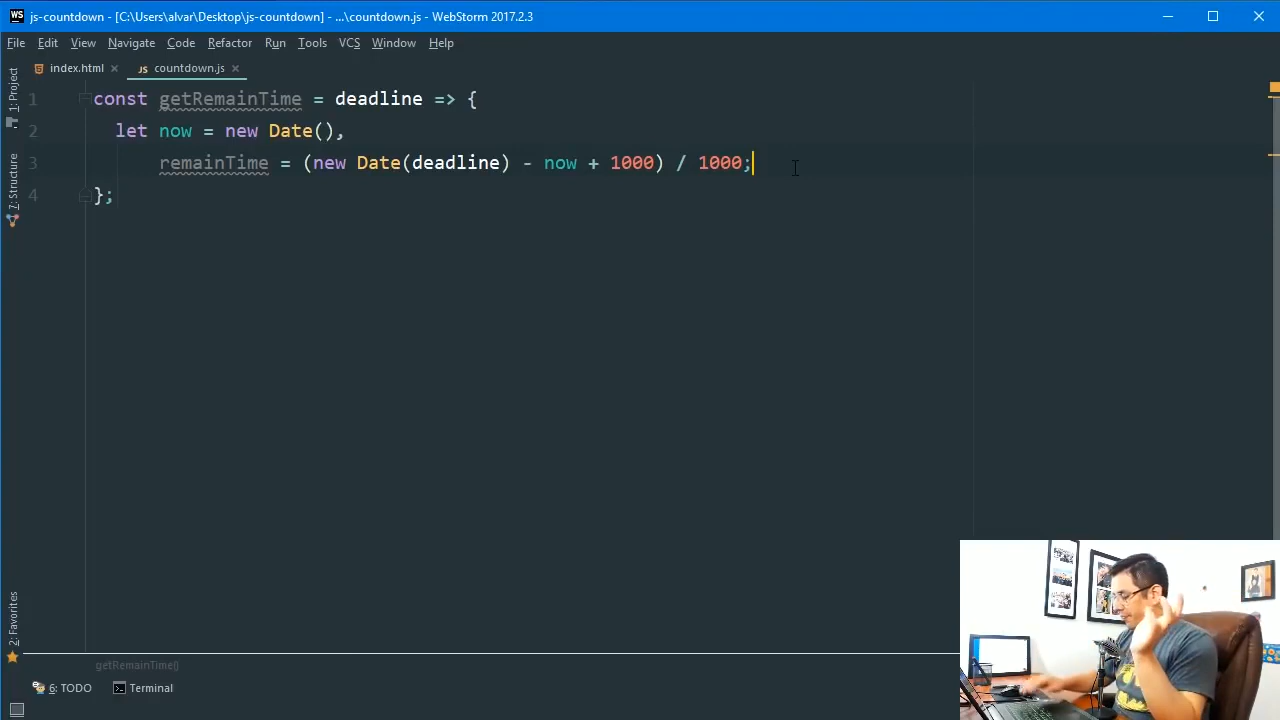 WS js-countdown - [C:\Users\alvar\Desktop\js-countdown] - ...\countdown.js - WebStorm 2017.2.3
File Edit View Navigate Code Refactor Run Tools VCS Window Help
index.html countdown.js
1: Project
7: Structure
2: Favorites
1 const getRemainTime = deadline => {
2 let now = new Date(),
3 remainTime = (new Date(deadline) - now + 1000) / 1000;
4 };
getRemainTime()
6: TODO Terminal